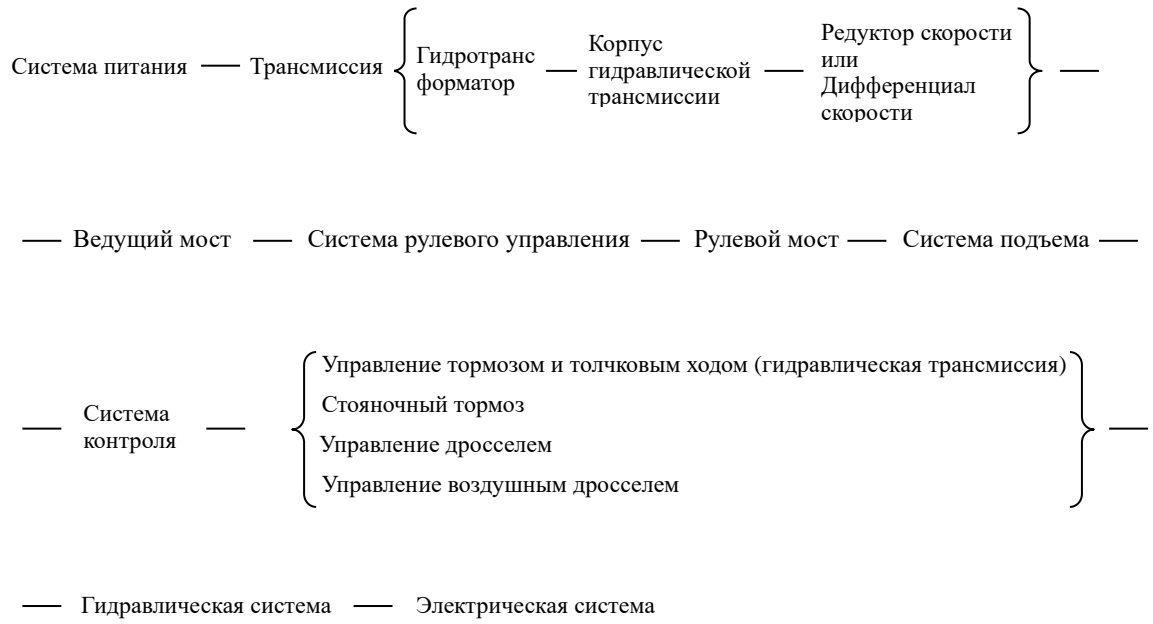 Система питания — Трансмиссия
Гидротранс
форматор
Корпус
гидравлической
трансмиссии
Редуктор скорости
или
Дифференциал
скорости
Ведущий мост — Система рулевого управления — Рулевой мост — Система подъема
Система
контроля
Управление тормозом и толчковым ходом (гидравлическая трансмиссия)
Стояночный тормоз
Управление дросселем
Управление воздушным дросселем
Гидравлическая система — Электрическая система